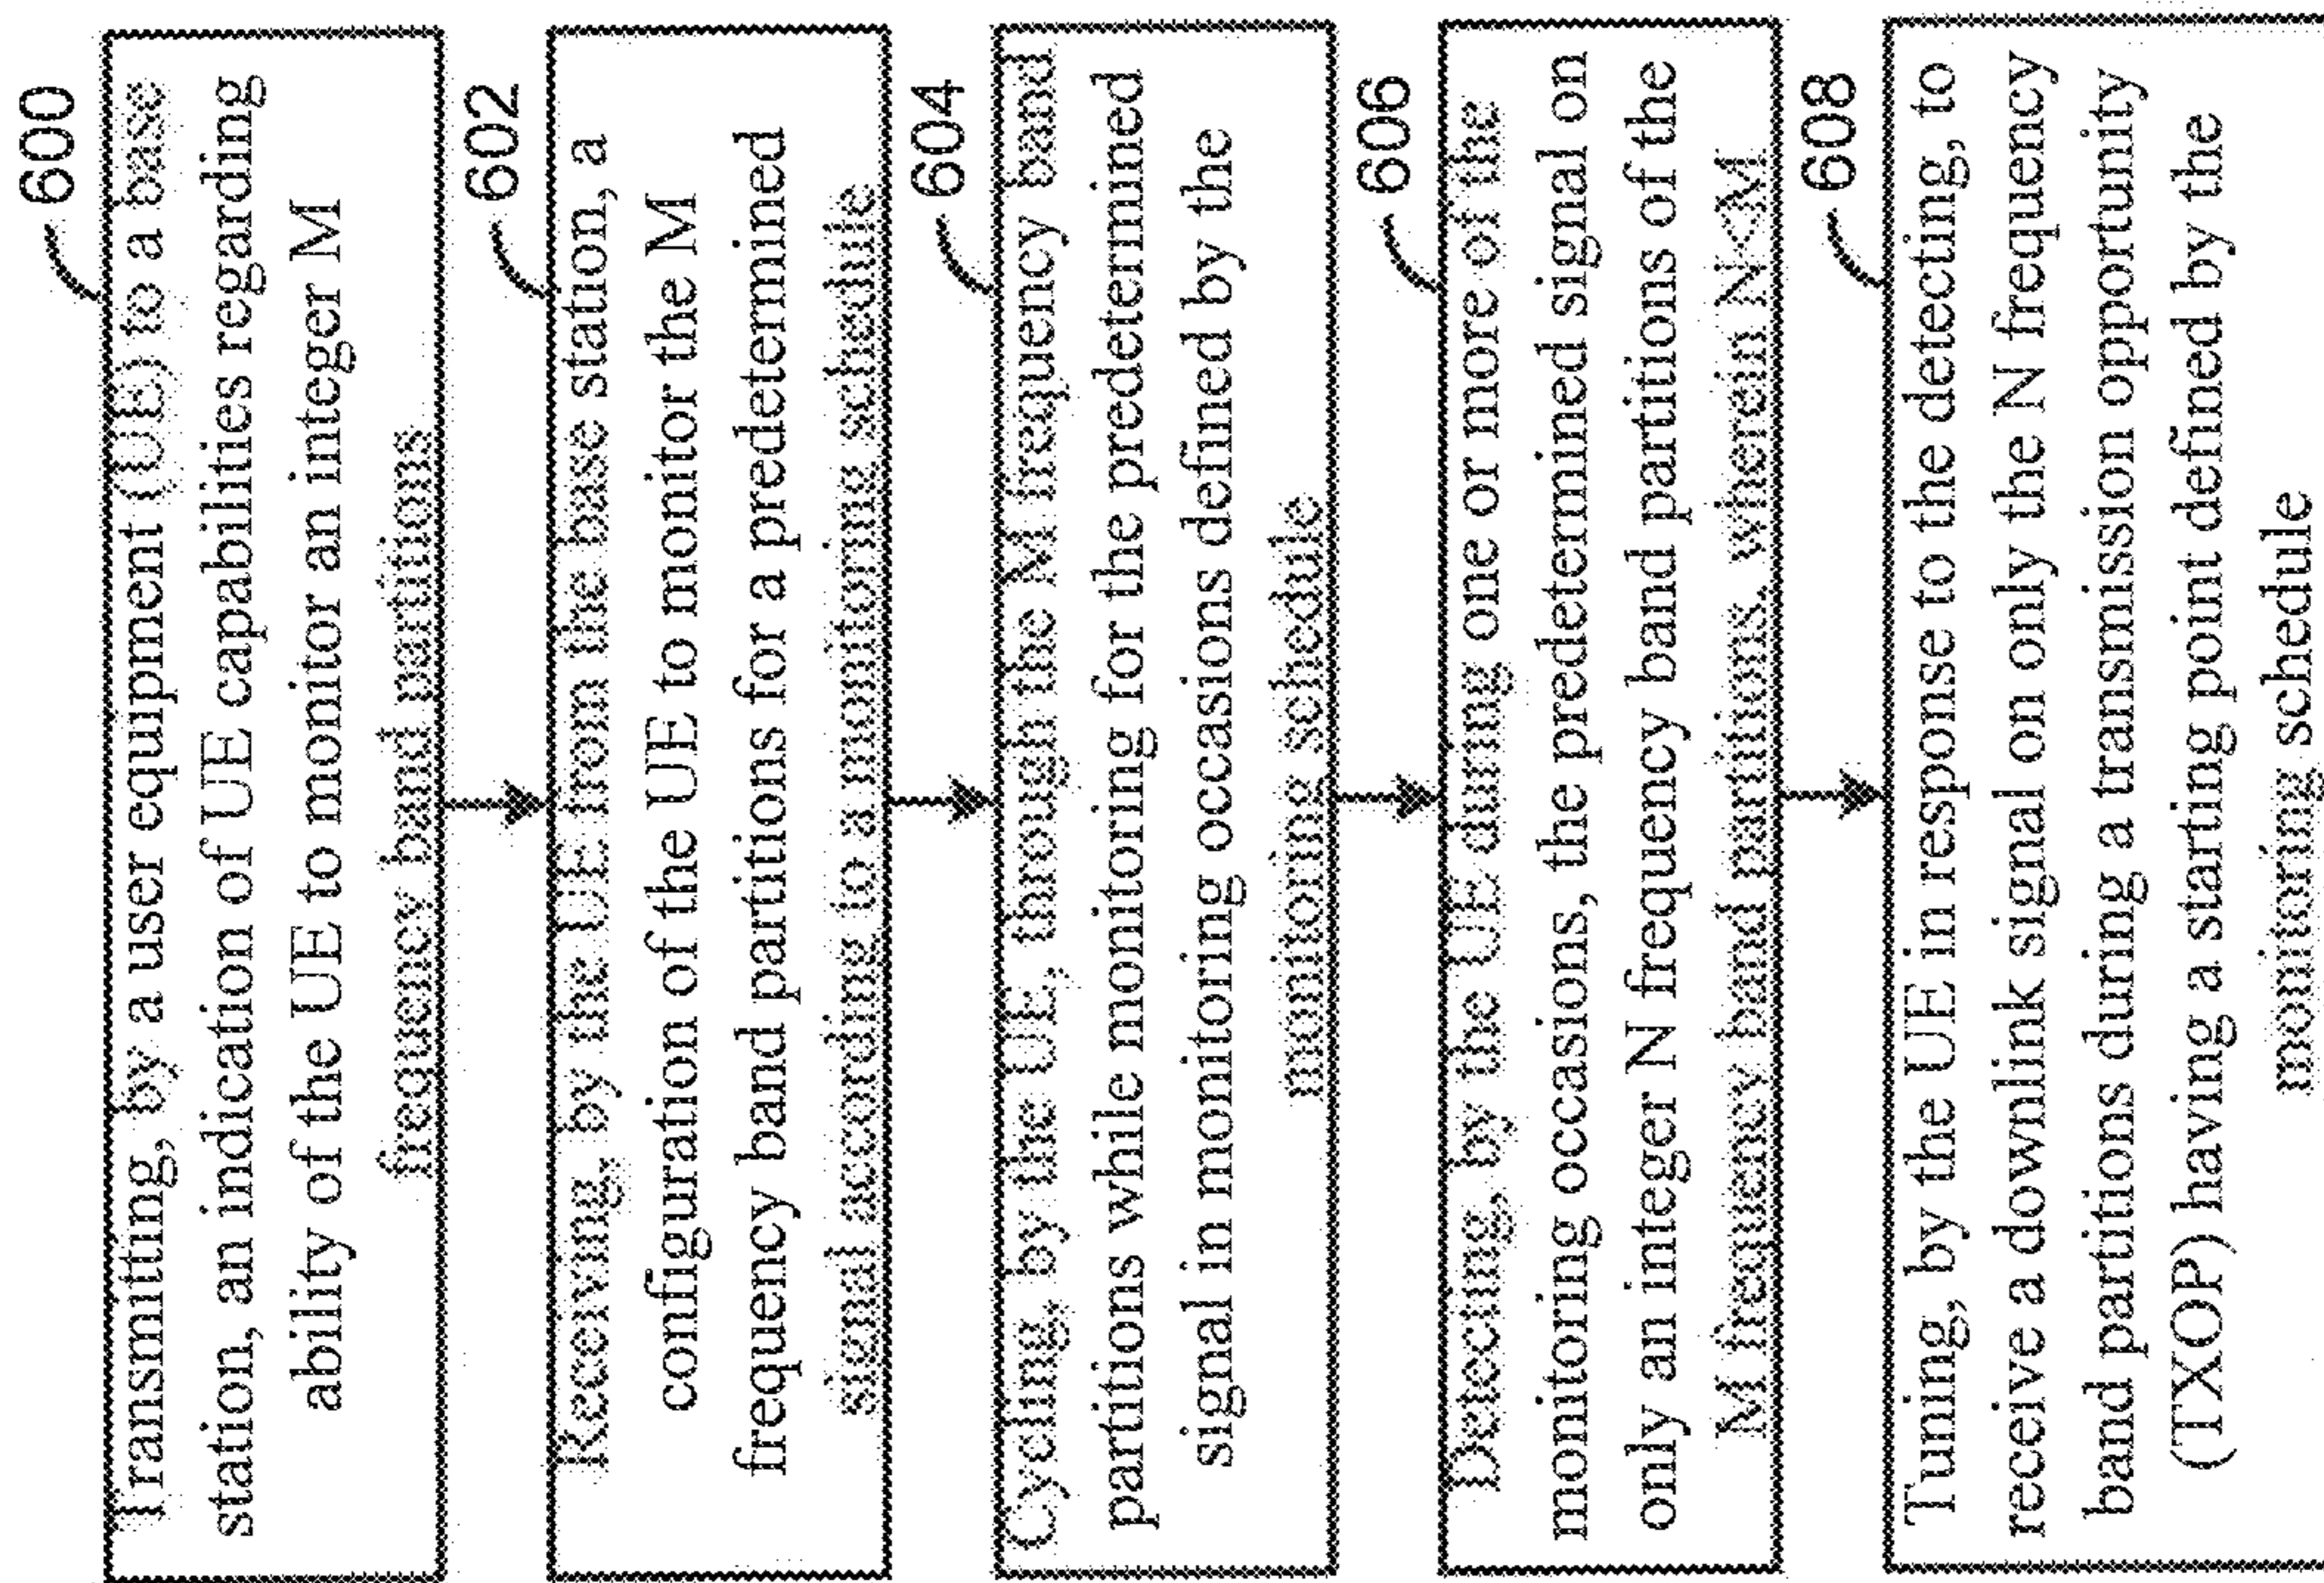 600
Transmitting, by a user equipment (UE) to a base
station, an indication of UE capabilities regarding
ability of the UE to monitor an integer M
frequency band partitions
602
Receiving, by the UE from the base station, a
configuration of the UE to monitor the M
frequency band partitions for a predetermined
signal according to a monitoring schedule
604
Cycling, by the UE, through the M frequency band
partitions while monitoring for the predetermined
signal in monitoring occasions defined by the
monitoring schedule
606
Detecting, by the UE during one or more of the
monitoring occasions, the predetermined signal on
only an integer N frequency band partitions of the
M frequency band partitions, wherein N<M
608
Tuning, by the UE in response to the detecting, to
receive a downlink signal on only the N frequency
band partitions during a transmission opportunity
(TXOP) having a starting point defined by the
monitoring schedule